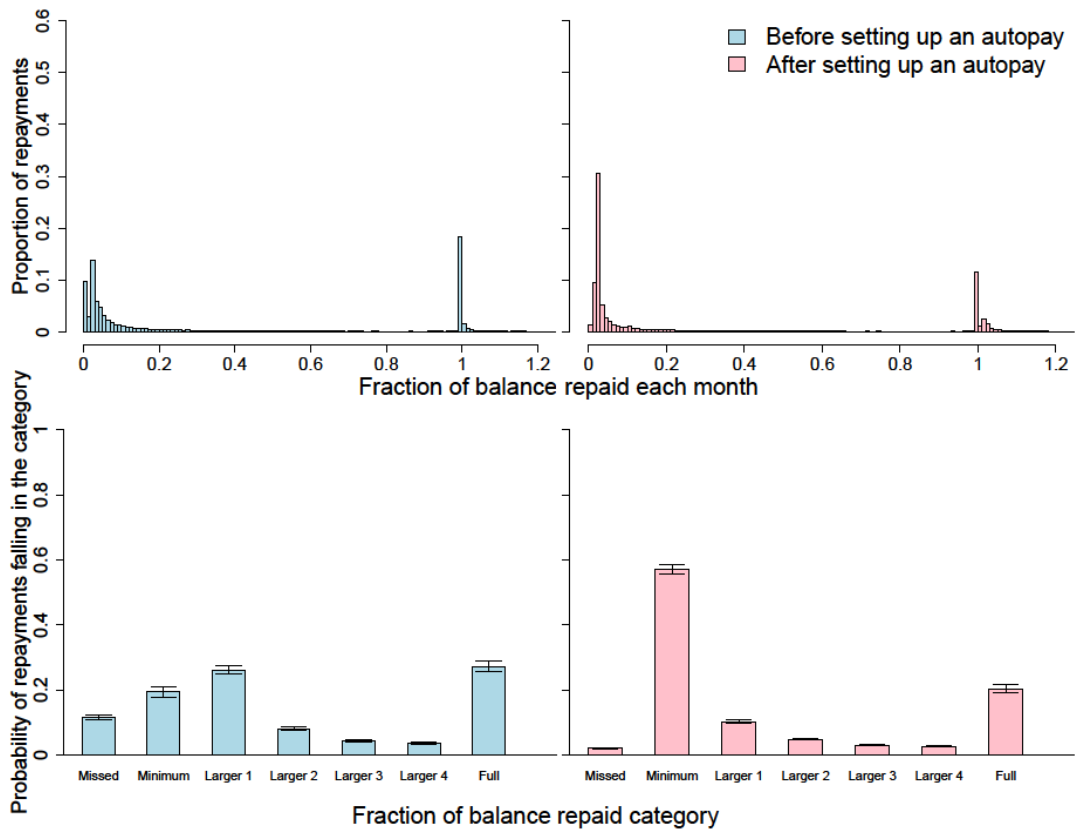 Before setting up an autopay
After setting up an autopay
Proportion of repayments
0 0.1 0.2 0.3 0.4 0.5 0.6
0 0.2 0.4 0.6 0.8 1 1.2
0 0.2 0.4 0.6 0.8 1 1.2
Fraction of balance repaid each month
Probability of repayments falling in the category
0 0.2 0.4 0.6 0.8 1
Missed Minimum Larger 1 Larger 2 Larger 3 Larger 4 Full
Missed Minimum Larger 1 Larger 2 Larger 3 Larger 4 Full
Fraction of balance repaid category